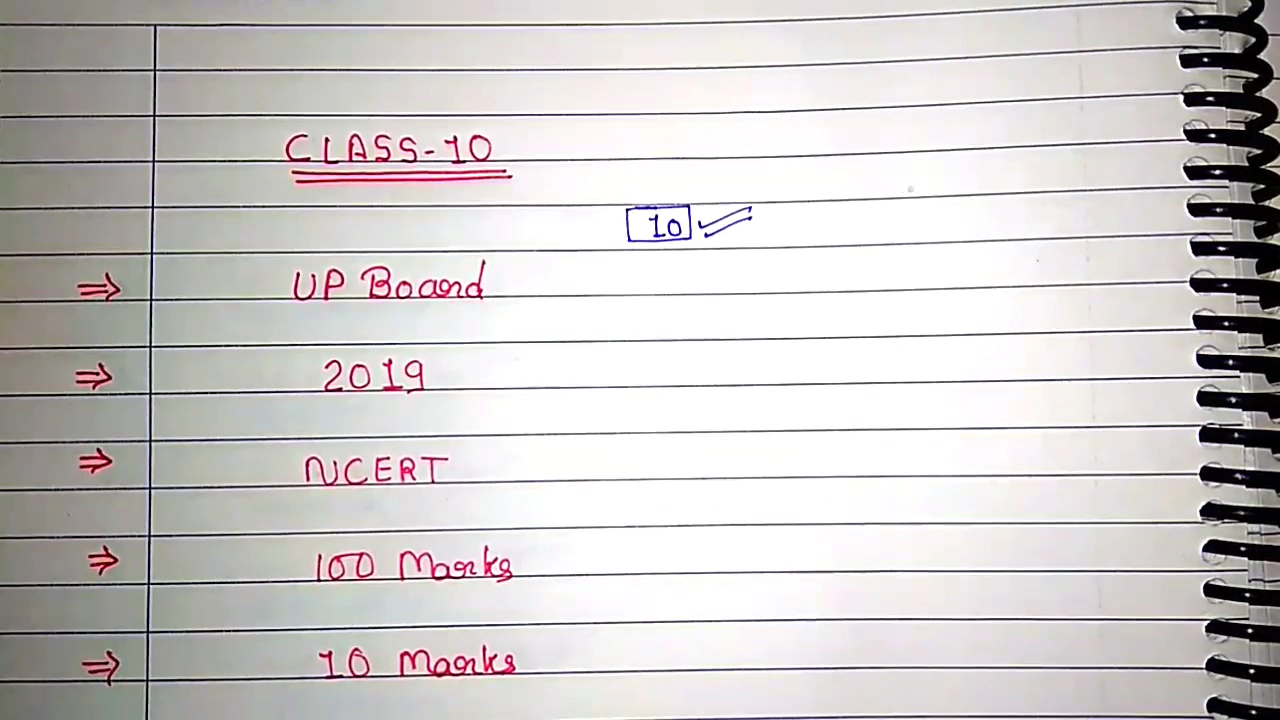 CLASS-10
10
⇒ UP Board
⇒ 2019
⇒ NCERT
⇒ 100 Marks
⇒ 10 Marks